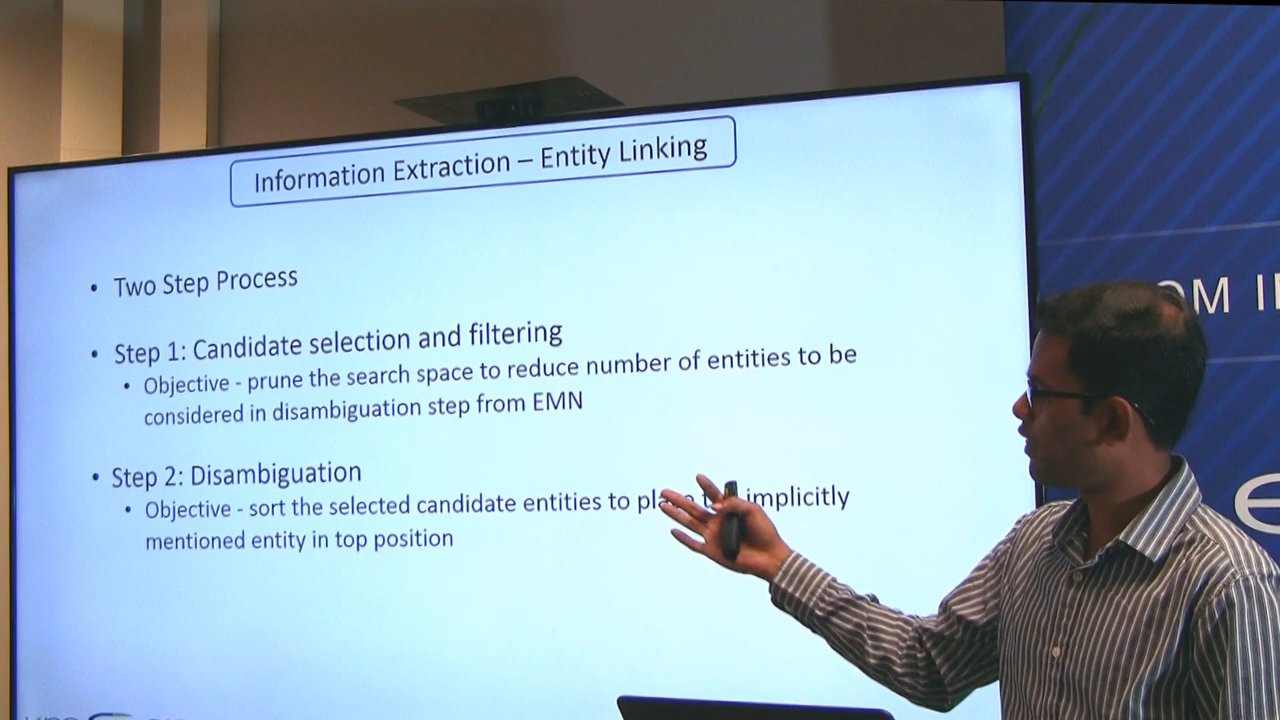 Information Extraction – Entity Linking
• Two Step Process
• Step 1: Candidate selection and filtering
• Objective - prune the search space to reduce number of entities to be
considered in disambiguation step from EMN
• Step 2: Disambiguation
• Objective - sort the selected candidate entities to implicitly
mentioned entity in top position